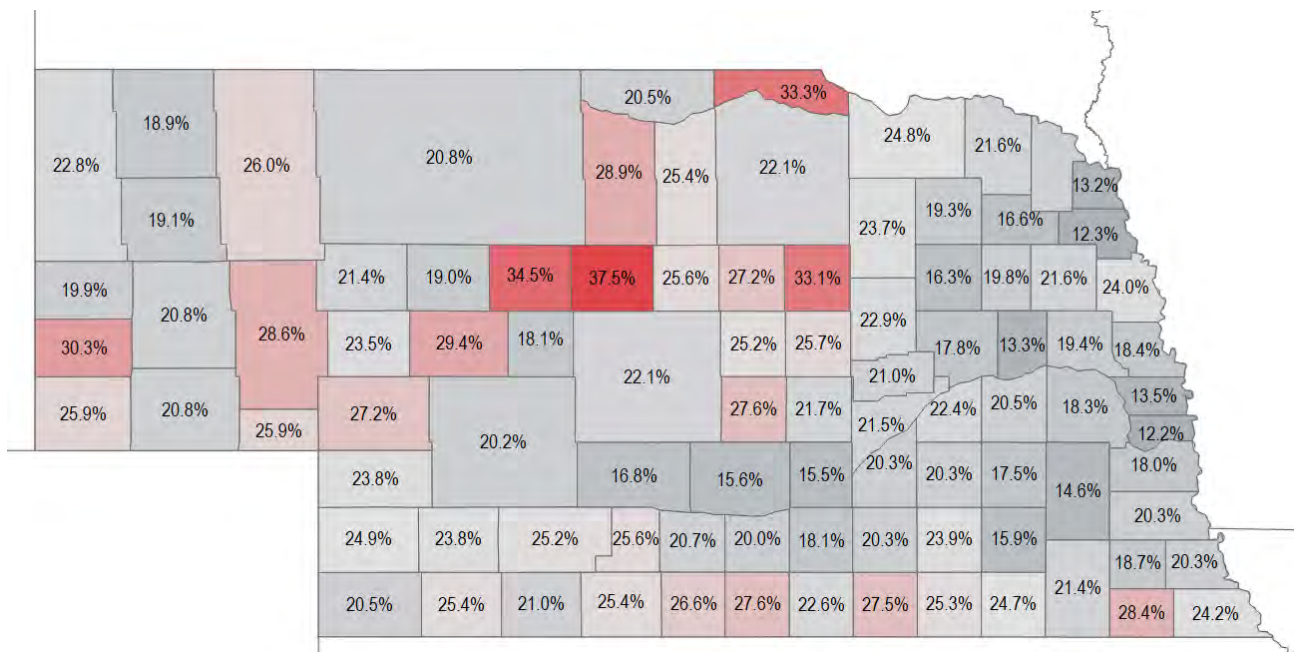 20.5% 33.3%
18.9% 24.8%
22.8% 26.0% 20.8% 28.9% 25.4% 22.1% 21.6%
13.2%
19.1% 23.7% 19.3% 16.6%
12.3%
19.9% 21.4% 19.0% 34.5% 37.5% 25.6% 27.2% 33.1% 16.3% 19.8% 21.6% 24.0%
20.8%
30.3% 28.6% 23.5% 29.4% 18.1% 25.2% 25.7% 22.9% 17.8% 13.3% 19.4% 18.4%
22.1% 21.0%
25.9% 20.8% 27.2% 27.6% 21.7% 22.4% 20.5% 18.3% 13.5%
25.9% 20.2% 21.5% 12.2%
23.8% 16.8% 15.6% 15.5% 20.3% 20.3% 17.5% 14.6% 18.0%
20.3%
24.9% 23.8% 25.2% 25.6% 20.7% 20.0% 18.1% 20.3% 23.9% 15.9%
18.7% 20.3%
20.5% 25.4% 21.0% 25.4% 26.6% 27.6% 22.6% 27.5% 25.3% 24.7% 21.4%
28.4% 24.2%